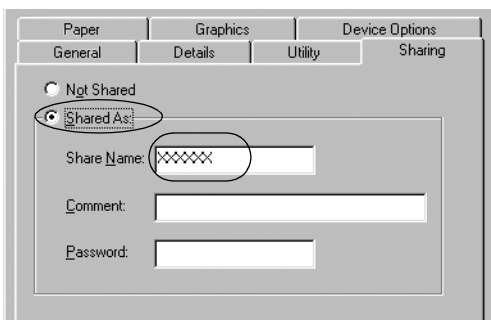 Paper Graphics Device Options
General Details Utility Sharing
Not Shared
Shared As:
Share Name: XXXXXX
Comment:
Password: